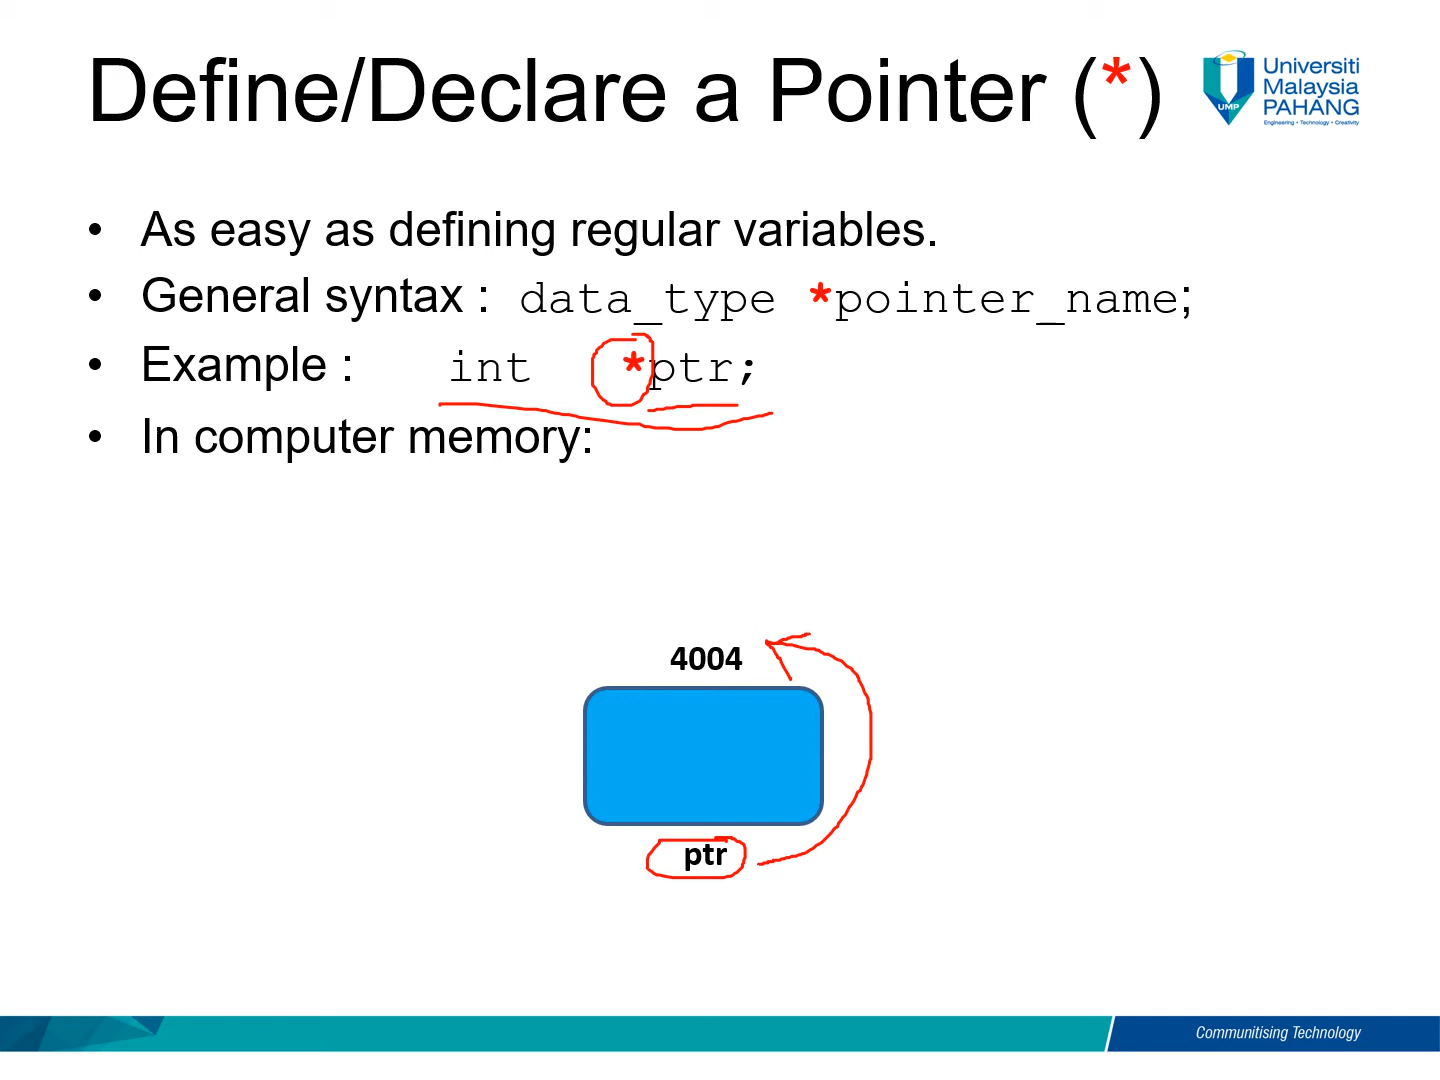 Define/Declare a Pointer (*)
Universiti
Malaysia
PAHANG
Engineering • Technology • Creativity
UMP
• As easy as defining regular variables.
• General syntax : data_type *pointer_name;
• Example : int *ptr;
• In computer memory:
4004
ptr
Communitising Technology